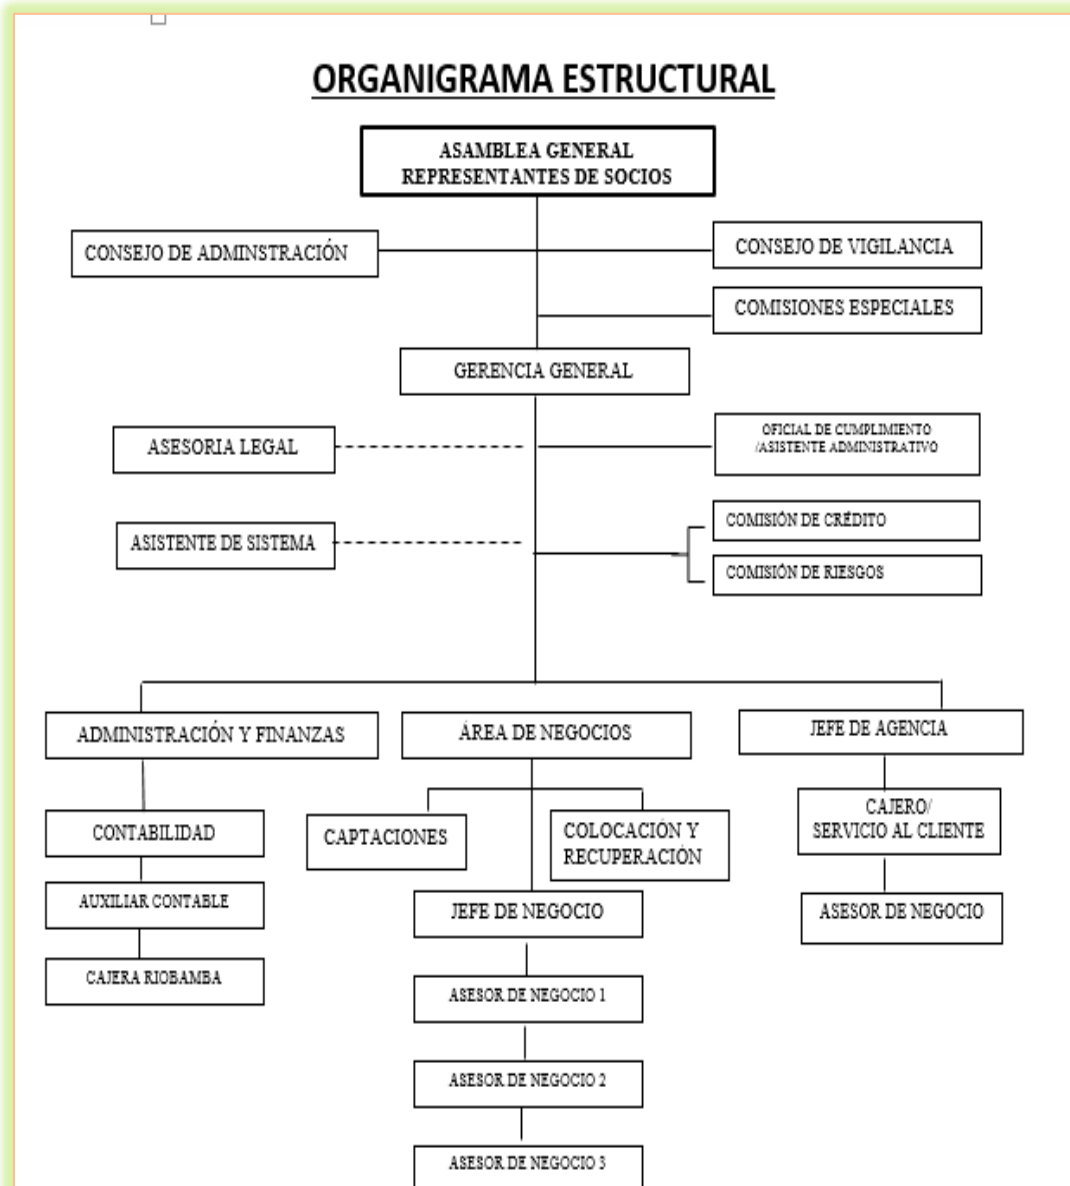 ORGANIGRAMA ESTRUCTURAL
ASAMBLEA GENERAL
REPRESENTANTES DE SOCIOS
CONSEJO DE ADMINSTRACIÓN
CONSEJO DE VIGILANCIA
COMISIONES ESPECIALES
GERENCIA GENERAL
ASESORIA LEGAL
OFICIAL DE CUMPLIMIENTO
/ASISTENTE ADMINISTRATIVO
ASISTENTE DE SISTEMA
COMISIÓN DE CRÉDITO
COMISIÓN DE RIESGOS
ADMINISTRACIÓN Y FINANZAS
ÁREA DE NEGOCIOS
JEFE DE AGENCIA
CONTABILIDAD
CAPTACIONES
COLOCACIÓN Y
RECUPERACIÓN
CAJERO/
SERVICIO AL CLIENTE
AUXILIAR CONTABLE
JEFE DE NEGOCIO
ASESOR DE NEGOCIO
CAJERA RIOBAMBA
ASESOR DE NEGOCIO 1
ASESOR DE NEGOCIO 2
ASESOR DE NEGOCIO 3